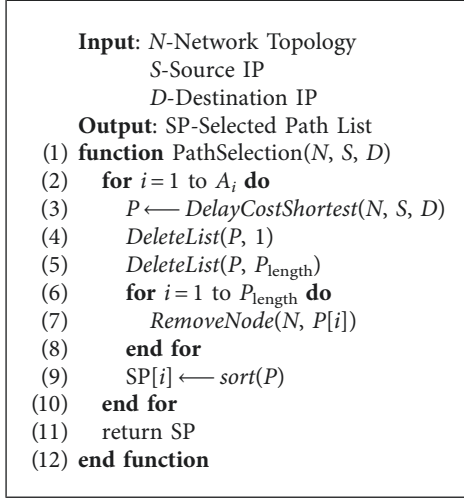 Input: N-Network Topology
S-Source IP
D-Destination IP
Output: SP-Selected Path List
(1) function PathSelection(N, S, D)
(2) for i = 1 to A_i do
(3) P ⟵ DelayCostShortest(N, S, D)
(4) DeleteList(P, 1)
(5) DeleteList(P, P_length)
(6) for i = 1 to P_length do
(7) RemoveNode(N, P[i])
(8) end for
(9) SP[i] ⟵ sort(P)
(10) end for
(11) return SP
(12) end function